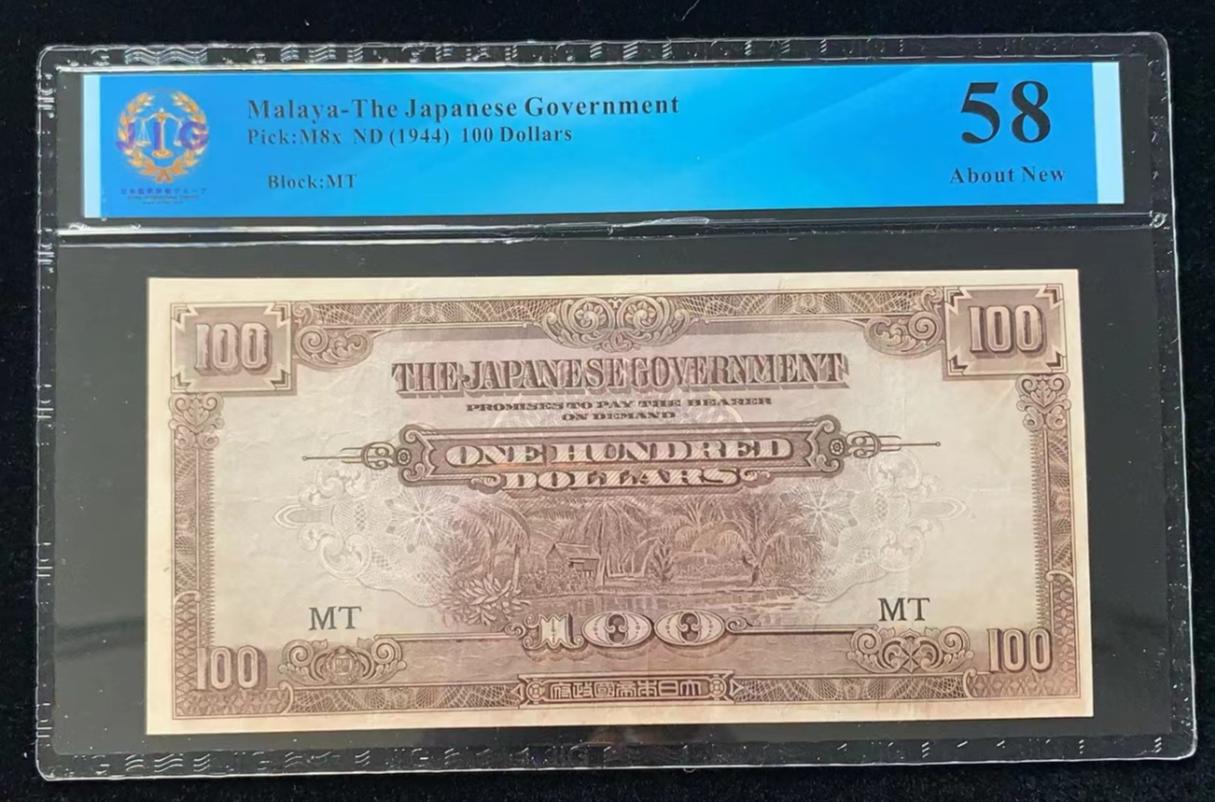 JIG
Malaya-The Japanese Government
Pick:M8x ND (1944) 100 Dollars
Block:MT
58
About New
100
100
THE JAPANESE GOVERNMENT
PROMISES TO PAY THE BEARER
ON DEMAND
ONE HUNDRED
DOLLARS
MT
MT
100
100
100
大日本帝國政府